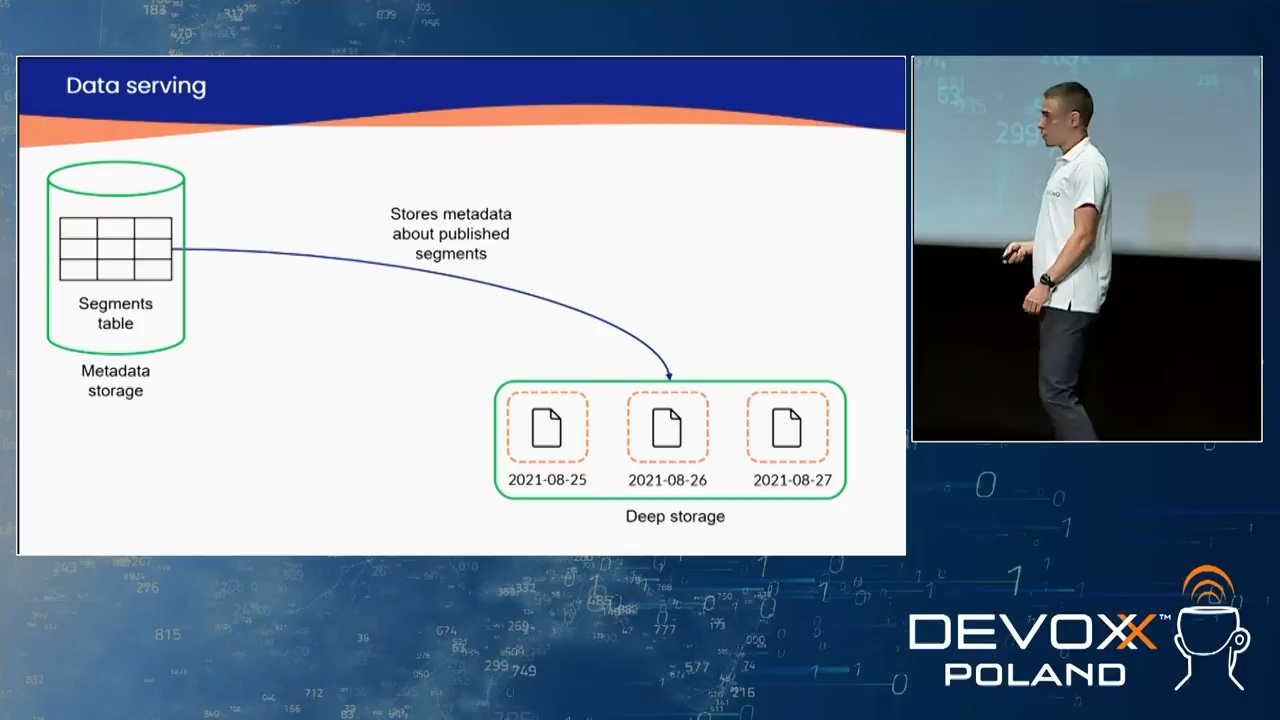 Data serving
Stores metadata
about published
segments
Segments
table
Metadata
storage
2021-08-25
2021-08-26
2021-08-27
Deep storage
DEVOXX™
POLAND